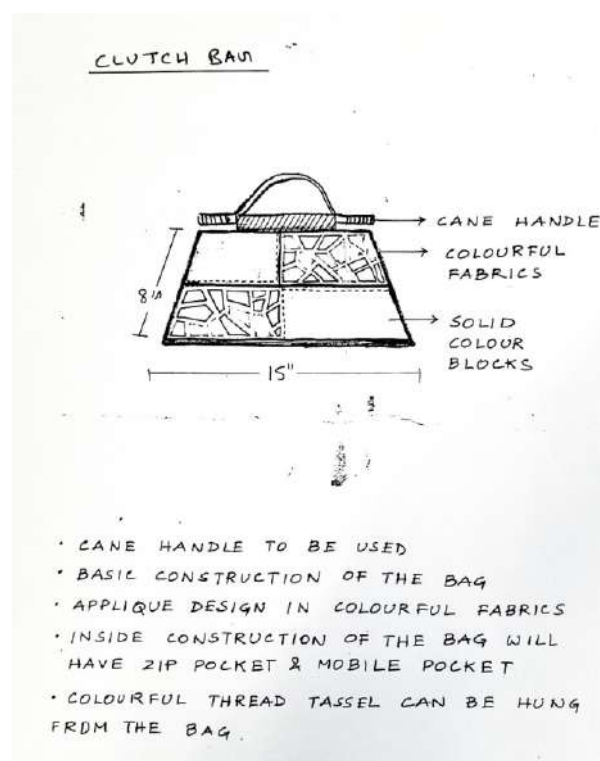 CLUTCH BAG
CANE HANDLE
COLOURFUL
FABRICS
8"
SOLID
COLOUR
BLOCKS
15"
• CANE HANDLE TO BE USED
• BASIC CONSTRUCTION OF THE BAG
• APPLIQUE DESIGN IN COLOURFUL FABRICS
• INSIDE CONSTRUCTION OF THE BAG WILL
HAVE ZIP POCKET & MOBILE POCKET
• COLOURFUL THREAD TASSEL CAN BE HUNG
FROM THE BAG.